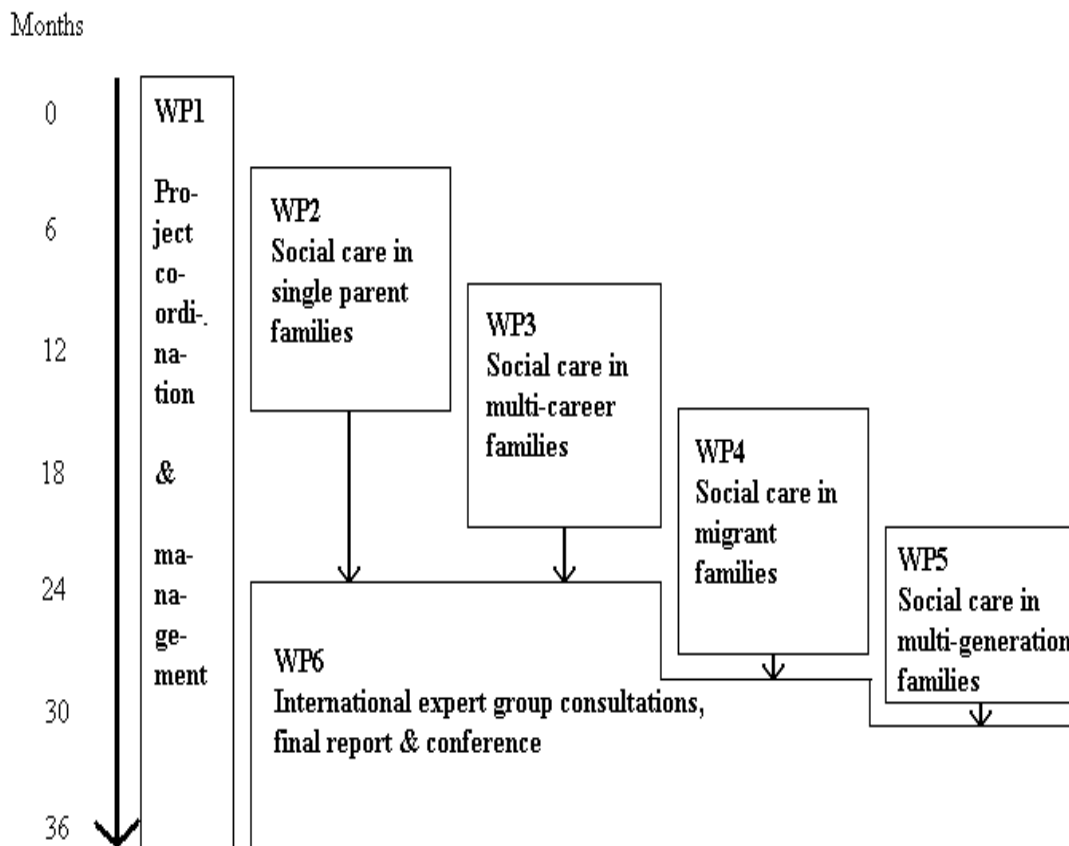 Months
0
6
12
18
24
30
36
WP1
Pro-
ject
co-
ordi-.
na-
tion
&
ma-
na-
ge-
ment
WP2
Social care in
single parent
families
WP3
Social care in
multi-career
families
WP4
Social care in
migrant
families
WP5
Social care in
multi-generation
families
WP6
International expert group consultations,
final report & conference